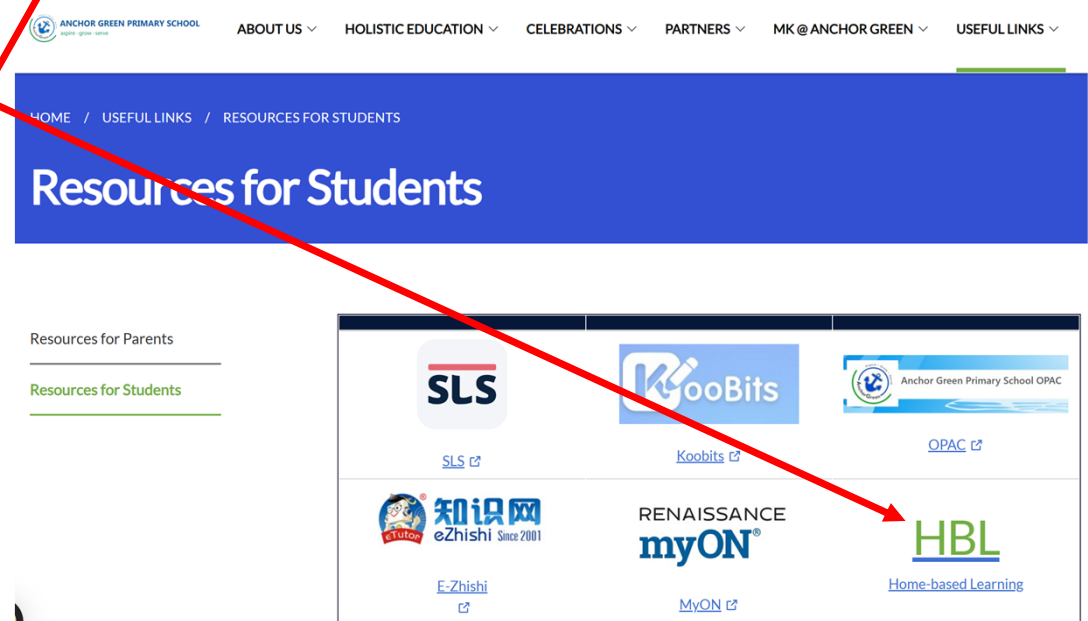 ANCHOR GREEN PRIMARY SCHOOL
aspire · grow · serve
ABOUT US HOLISTIC EDUCATION CELEBRATIONS PARTNERS MK @ ANCHOR GREEN USEFUL LINKS
HOME / USEFUL LINKS / RESOURCES FOR STUDENTS
Resources for Students
Resources for Parents
Resources for Students
SLS
KooBits
Anchor Green Primary School OPAC
SLS
Koobits
OPAC
eTutor
知识网
eZhishi Since 2001
RENAISSANCE
myON®
HBL
E-Zhishi
MyON
Home-based Learning